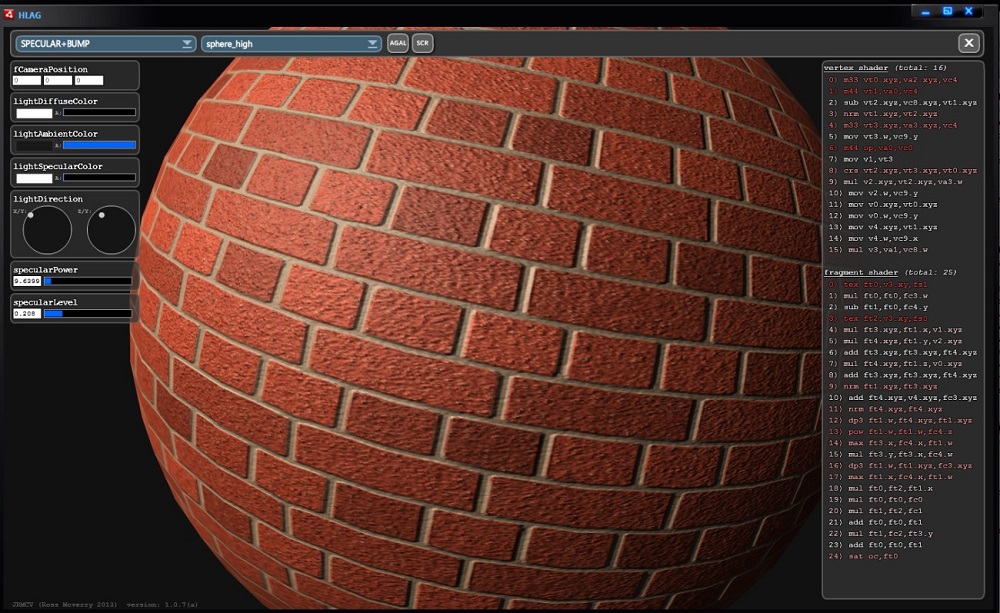 HLAG
SPECULAR+BUMP
sphere_high
AGAL
SCR
fCameraPosition
0 0 0
lightDiffuseColor
A:
lightAmbientColor
A:
lightSpecularColor
A:
lightDirection
X/Y: Z/Y:
specularPower
9.6299
specularLevel
0.208
vertex shader (total: 16)
0) m33 vt0.xyz,va2.xyz,vc4
1) m44 vt1,va0,vc4
2) sub vt2.xyz,vc8.xyz,vt1.xyz
3) nrm vt1.xyz,vt2.xyz
4) m33 vt3.xyz,va3.xyz,vc4
5) mov vt3.w,vc9.y
6) m44 op,va0,vc0
7) mov v1,vt3
8) crs vt2.xyz,vt3.xyz,vt0.xyz
9) mul v2.xyz,vt2.xyz,va3.w
10) mov v2.w,vc9.y
11) mov v0.xyz,vt0.xyz
12) mov v0.w,vc9.y
13) mov v4.xyz,vt1.xyz
14) mov v4.w,vc9.x
15) mul v3,va1,vc8.w
fragment shader (total: 25)
0) tex ft0,v3.xy,fs1
1) mul ft0,ft0,fc3.w
2) sub ft1,ft0,fc4.y
3) tex ft2,v3.xy,fs0
4) mul ft3.xyz,ft1.x,v1.xyz
5) mul ft4.xyz,ft1.y,v2.xyz
6) add ft3.xyz,ft3.xyz,ft4.xyz
7) mul ft4.xyz,ft1.z,v0.xyz
8) add ft3.xyz,ft3.xyz,ft4.xyz
9) nrm ft1.xyz,ft3.xyz
10) add ft4.xyz,v4.xyz,fc3.xyz
11) nrm ft4.xyz,ft4.xyz
12) dp3 ft1.w,ft4.xyz,ft1.xyz
13) pow ft1.w,ft1.w,fc4.z
14) max ft3.x,fc4.x,ft1.w
15) mul ft3.y,ft3.x,fc4.w
16) dp3 ft1.w,ft1.xyz,fc3.xyz
17) max ft1.x,fc4.x,ft1.w
18) mul ft0,ft2,ft1.x
19) mul ft0,ft0,fc0
20) mul ft1,ft2,fc1
21) add ft0,ft0,ft1
22) mul ft1,fc2,ft3.y
23) add ft0,ft0,ft1
24) sat oc,ft0
(Ross Mowerry 2013) version: 1.0.7(a)